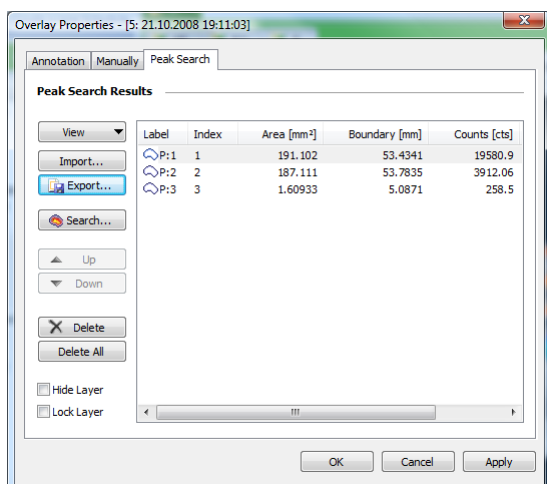 Overlay Properties - [5: 21.10.2008 19:11:03]
Annotation Manually Peak Search
Peak Search Results
View
Import...
Export...
Search...
Up
Down
Delete
Delete All
Hide Layer
Lock Layer
Label Index Area [mm²] Boundary [mm] Counts [cts]
P:1 1 191.102 53.4341 19580.9
P:2 2 187.111 53.7835 3912.06
P:3 3 1.60933 5.0871 258.5
OK Cancel Apply